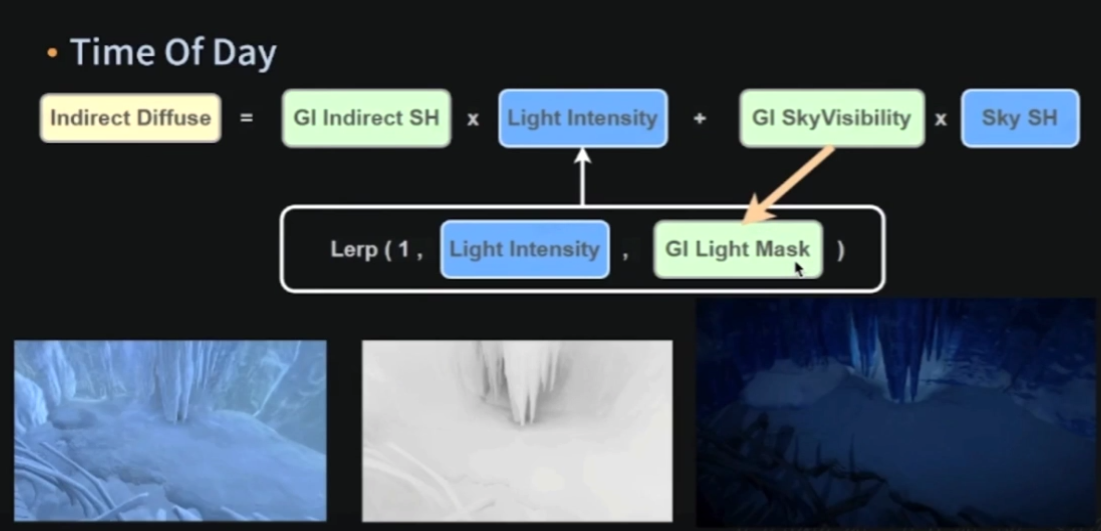 • Time Of Day
Indirect Diffuse = GI Indirect SH x Light Intensity + GI SkyVisibility x Sky SH
Lerp ( 1 , Light Intensity , GI Light Mask )